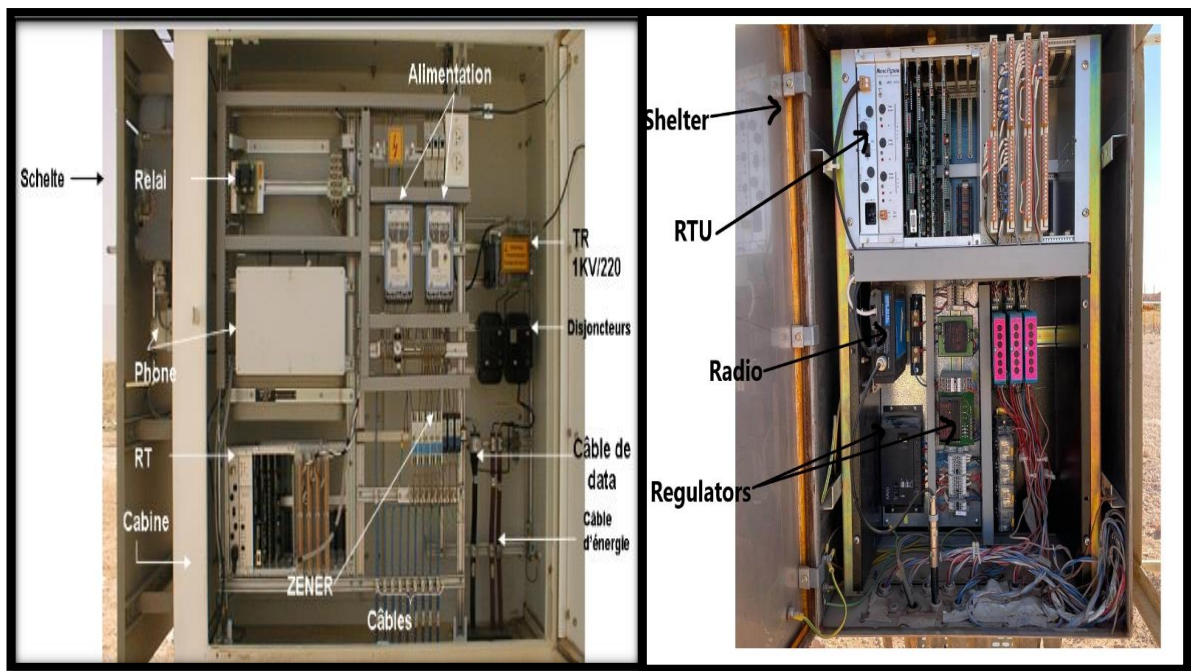 Alimentation
Schelte
Relai
TR
1KV/220
Disjoncteurs
Phone
RT
Câble de
data
Cabine
Câble
d'énergie
ZENER
Câbles
Shelter
RTU
Radio
Regulators